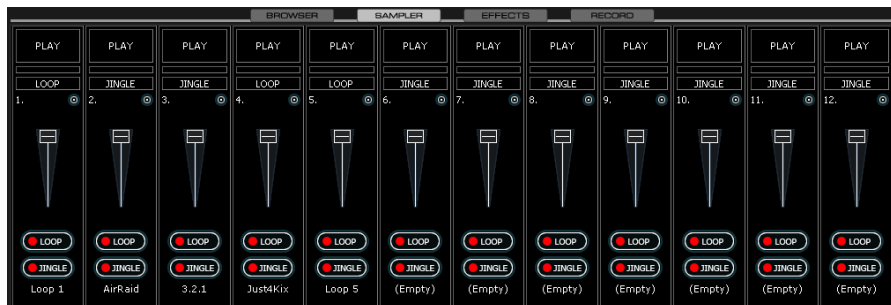 BROWSER SAMPLER EFFECTS RECORD
PLAY PLAY PLAY PLAY PLAY PLAY PLAY PLAY PLAY PLAY PLAY PLAY
LOOP JINGLE JINGLE LOOP LOOP JINGLE JINGLE JINGLE JINGLE JINGLE JINGLE JINGLE
1. 2. 3. 4. 5. 6. 7. 8. 9. 10. 11. 12.
LOOP LOOP LOOP LOOP LOOP LOOP LOOP LOOP LOOP LOOP LOOP LOOP
JINGLE JINGLE JINGLE JINGLE JINGLE JINGLE JINGLE JINGLE JINGLE JINGLE JINGLE JINGLE
Loop 1 AirRaid 3.2.1 Just4Kix Loop 5 (Empty) (Empty) (Empty) (Empty) (Empty) (Empty) (Empty)